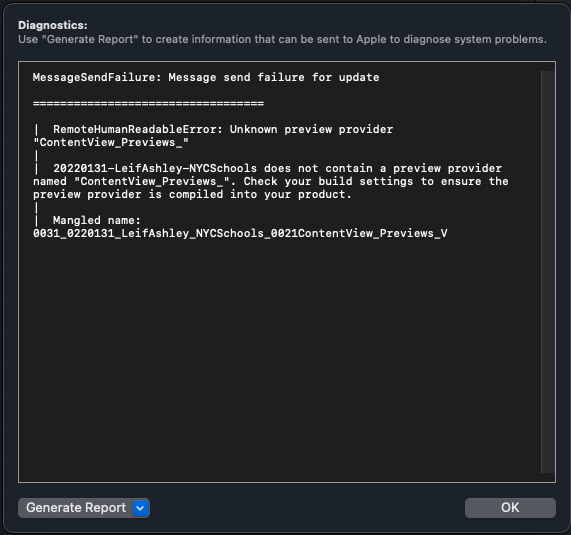 Diagnostics:
Use "Generate Report" to create information that can be sent to Apple to diagnose system problems.
MessageSendFailure: Message send failure for update
==================================
|  RemoteHumanReadableError: Unknown preview provider
"ContentView_Previews_"
|
|  20220131-LeifAshley-NYCSchools does not contain a preview provider
named "ContentView_Previews_". Check your build settings to ensure the
preview provider is compiled into your product.
|
|  Mangled name:
0031_0220131_LeifAshley_NYCSchools_0021ContentView_Previews_V
Generate Report
OK